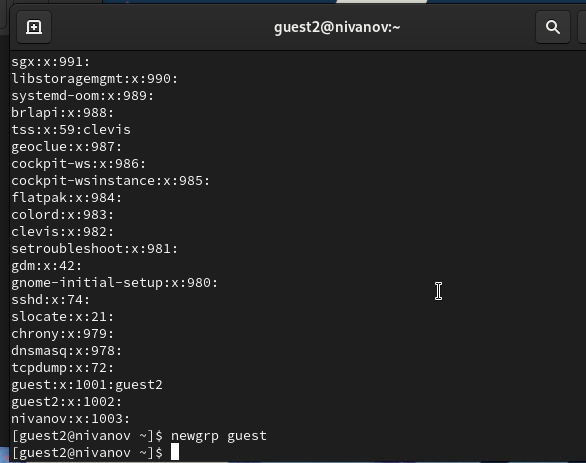 guest2@nivanov:~
sgx:x:991:
libstoragemgmt:x:990:
systemd-oom:x:989:
brlapi:x:988:
tss:x:59:clevis
geoclue:x:987:
cockpit-ws:x:986:
cockpit-wsinstance:x:985:
flatpak:x:984:
colord:x:983:
clevis:x:982:
setroubleshoot:x:981:
gdm:x:42:
gnome-initial-setup:x:980:
sshd:x:74:
slocate:x:21:
chrony:x:979:
dnsmasq:x:978:
tcpdump:x:72:
guest:x:1001:guest2
guest2:x:1002:
nivanov:x:1003:
[guest2@nivanov ~]$ newgrp guest
[guest2@nivanov ~]$